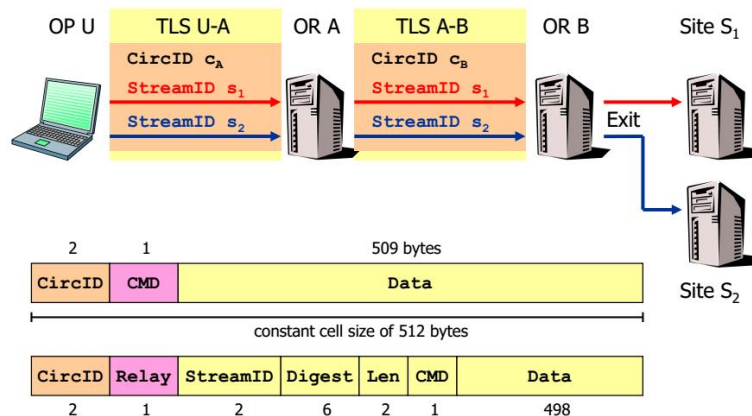 OP U TLS U-A OR A TLS A-B OR B Site S₁
CircID c_A CircID c_B
StreamID s₁ StreamID s₁
StreamID s₂ StreamID s₂ Exit
2 1 509 bytes
CircID CMD Data
Site S₂
constant cell size of 512 bytes
CircID Relay StreamID Digest Len CMD Data
2 1 2 6 2 1 498